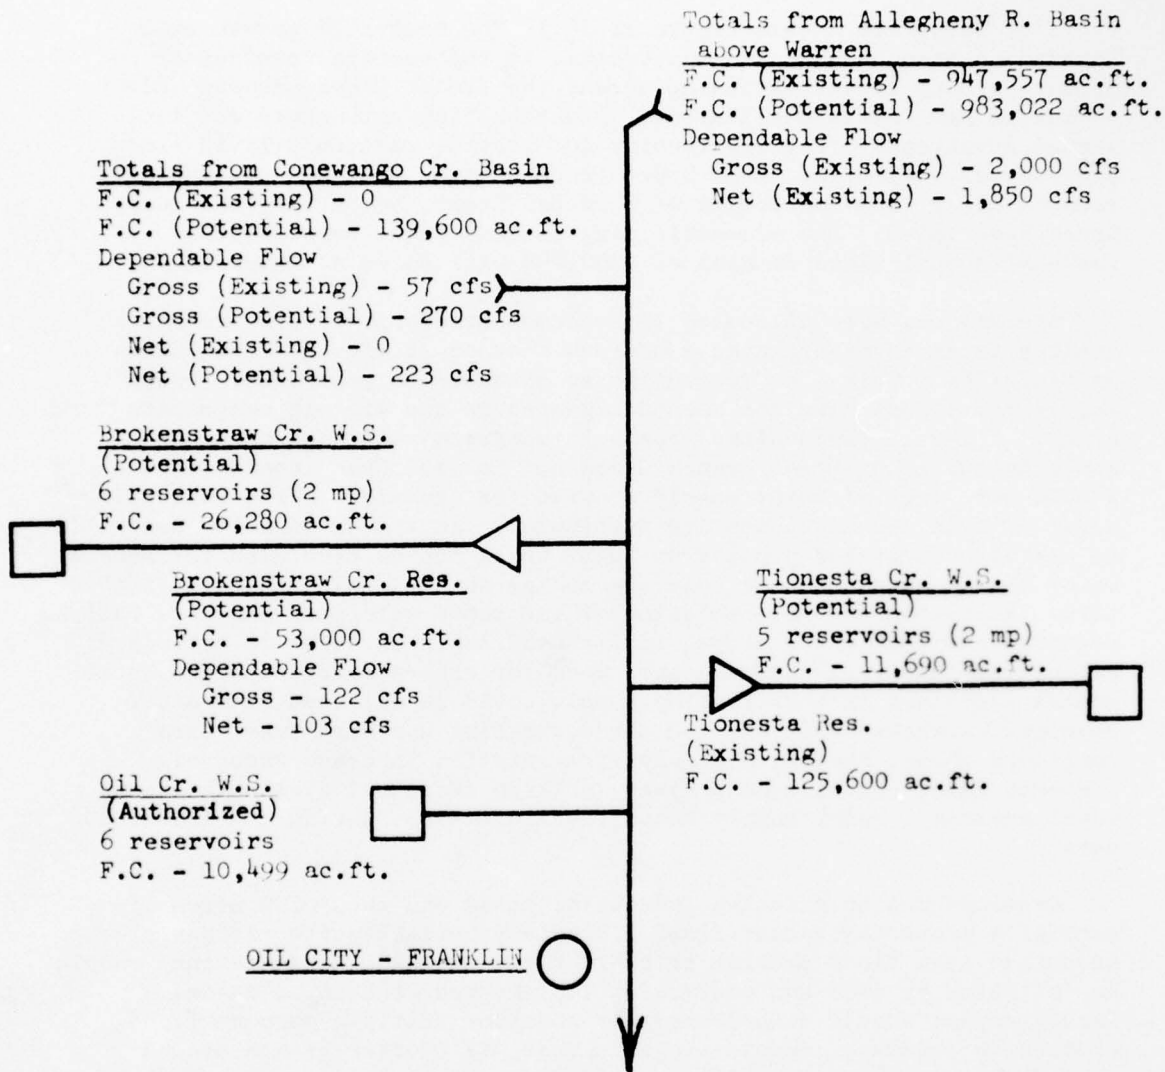 Totals from Allegheny R. Basin
above Warren
F.C. (Existing) - 947,557 ac.ft.
F.C. (Potential) - 983,022 ac.ft.
Dependable Flow
Gross (Existing) - 2,000 cfs
Net (Existing) - 1,850 cfs
Totals from Conewango Cr. Basin
F.C. (Existing) - 0
F.C. (Potential) - 139,600 ac.ft.
Dependable Flow
Gross (Existing) - 57 cfs
Gross (Potential) - 270 cfs
Net (Existing) - 0
Net (Potential) - 223 cfs
Brokenstraw Cr. W.S.
(Potential)
6 reservoirs (2 mp)
F.C. - 26,280 ac.ft.
Brokenstraw Cr. Res.
(Potential)
F.C. - 53,000 ac.ft.
Dependable Flow
Gross - 122 cfs
Net - 103 cfs
Tionesta Cr. W.S.
(Potential)
5 reservoirs (2 mp)
F.C. - 11,690 ac.ft.
Tionesta Res.
(Existing)
F.C. - 125,600 ac.ft.
Oil Cr. W.S.
(Authorized)
6 reservoirs
F.C. - 10,499 ac.ft.
OIL CITY - FRANKLIN